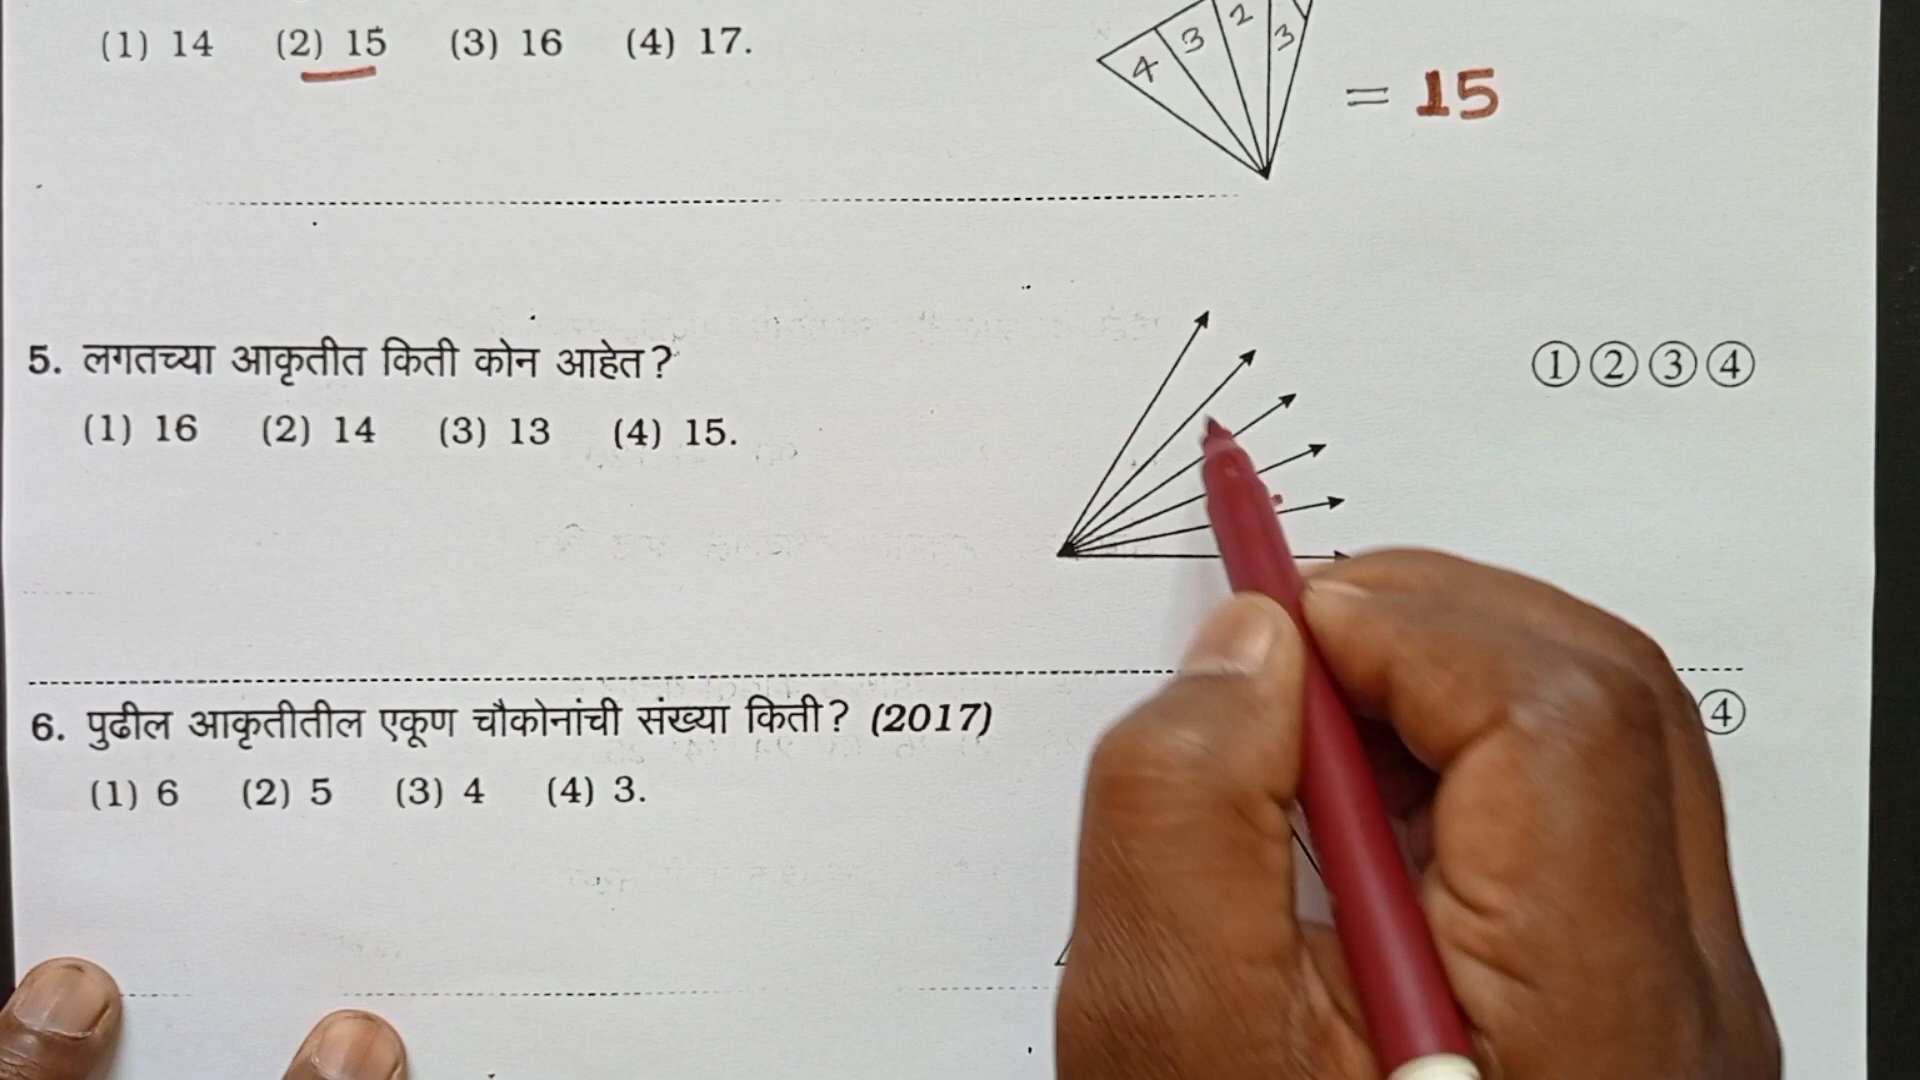 (1) 14 (2) 15 (3) 16 (4) 17.
4 3 2 3
= 15
5. लगतच्या आकृतीत किती कोन आहेत?
① ② ③ ④
(1) 16 (2) 14 (3) 13 (4) 15.
6. पुढील आकृतीतील एकूण चौकोनांची संख्या किती? (2017)
④
(1) 6 (2) 5 (3) 4 (4) 3.